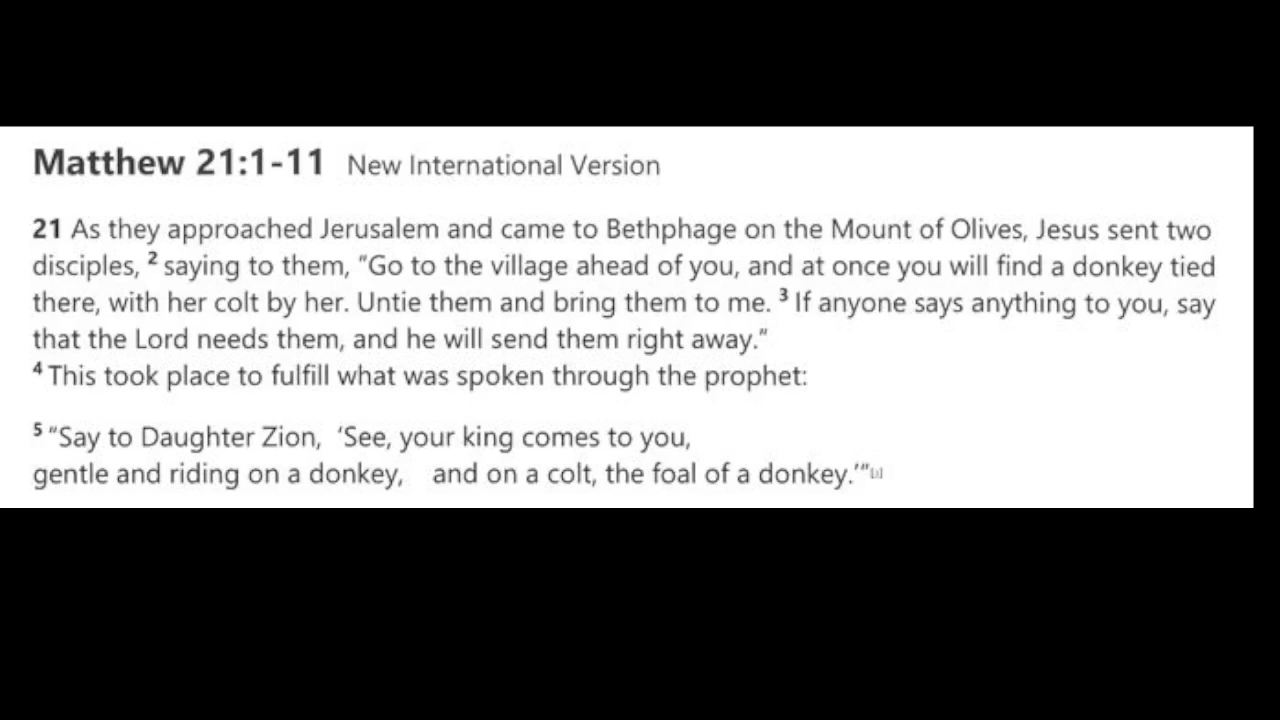 Matthew 21:1-11 New International Version
21 As they approached Jerusalem and came to Bethphage on the Mount of Olives, Jesus sent two
disciples, 2 saying to them, “Go to the village ahead of you, and at once you will find a donkey tied
there, with her colt by her. Untie them and bring them to me. 3 If anyone says anything to you, say
that the Lord needs them, and he will send them right away.”
4 This took place to fulfill what was spoken through the prophet:
5 “Say to Daughter Zion, ‘See, your king comes to you,
gentle and riding on a donkey, and on a colt, the foal of a donkey.’”